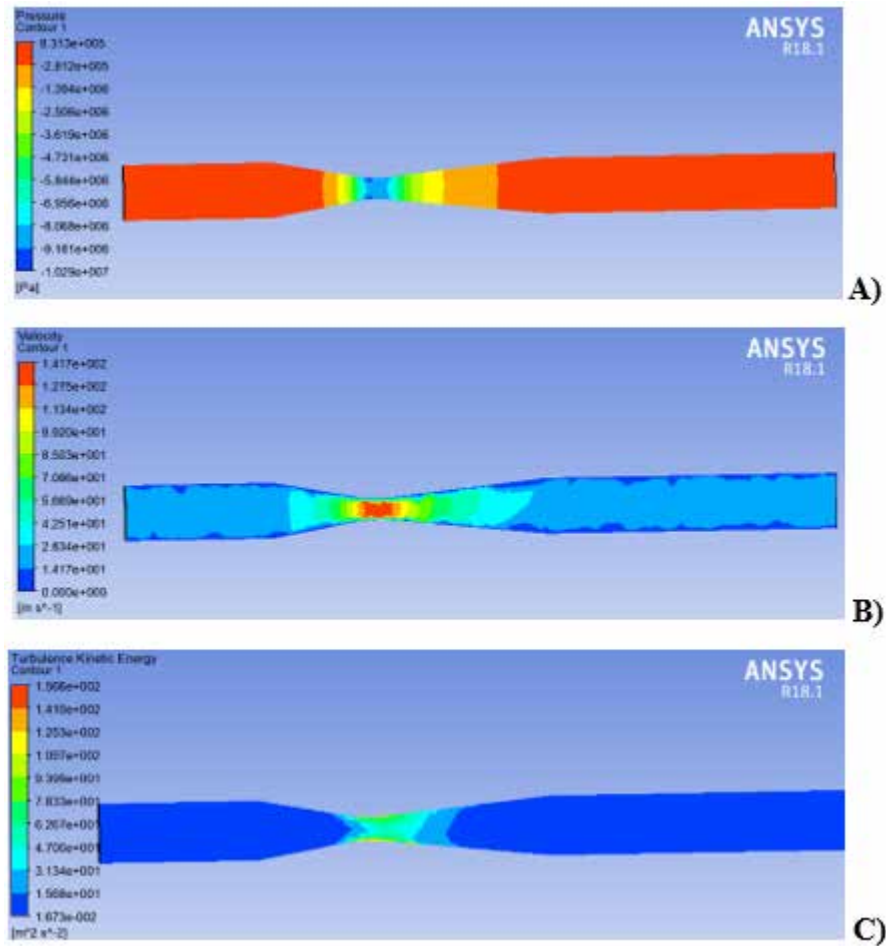 Pressure
Contour 1
ANSYS
R18.1
8.313e+005
-2.812e+005
-1.394e+006
-2.506e+006
-3.619e+006
-4.731e+006
-5.844e+006
-6.956e+006
-8.068e+006
-9.181e+006
-1.029e+007
[Pa]
A)
Velocity
Contour 1
ANSYS
R18.1
1.417e+002
1.275e+002
1.134e+002
9.920e+001
8.503e+001
7.086e+001
5.669e+001
4.251e+001
2.834e+001
1.417e+001
0.000e+000
[m s^-1]
B)
Turbulence Kinetic Energy
Contour 1
ANSYS
R18.1
1.566e+002
1.410e+002
1.253e+002
1.097e+002
9.399e+001
7.833e+001
6.267e+001
4.700e+001
3.134e+001
1.568e+001
1.673e-002
[m^2 s^-2]
C)